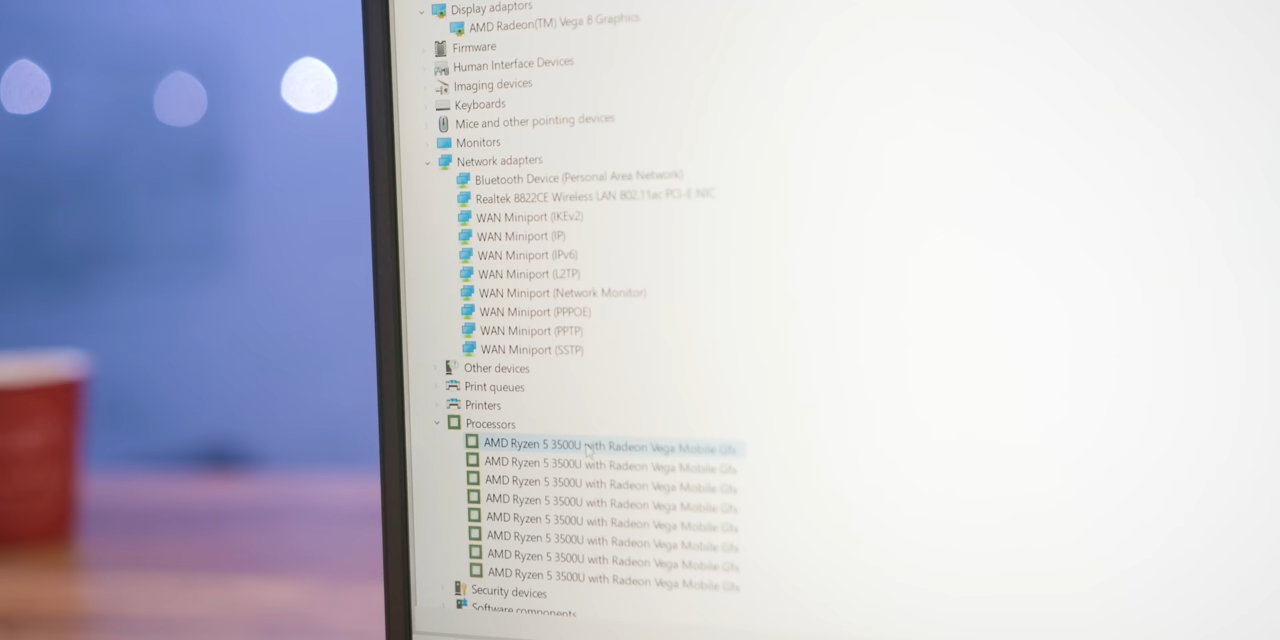 Display adaptors
AMD Radeon(TM) Vega 8 Graphics
Firmware
Human Interface Devices
Imaging devices
Keyboards
Mice and other pointing devices
Monitors
Network adapters
Bluetooth Device (Personal Area Network)
Realtek 8822CE Wireless LAN 802.11ac PCI-E NIC
WAN Miniport (IKEv2)
WAN Miniport (IP)
WAN Miniport (IPv6)
WAN Miniport (L2TP)
WAN Miniport (Network Monitor)
WAN Miniport (PPPOE)
WAN Miniport (PPTP)
WAN Miniport (SSTP)
Other devices
Print queues
Printers
Processors
AMD Ryzen 5 3500U with Radeon Vega Mobile Gfx
AMD Ryzen 5 3500U with Radeon Vega Mobile Gfx
AMD Ryzen 5 3500U with Radeon Vega Mobile Gfx
AMD Ryzen 5 3500U with Radeon Vega Mobile Gfx
AMD Ryzen 5 3500U with Radeon Vega Mobile Gfx
AMD Ryzen 5 3500U with Radeon Vega Mobile Gfx
AMD Ryzen 5 3500U with Radeon Vega Mobile Gfx
AMD Ryzen 5 3500U with Radeon Vega Mobile Gfx
Security devices
Software components